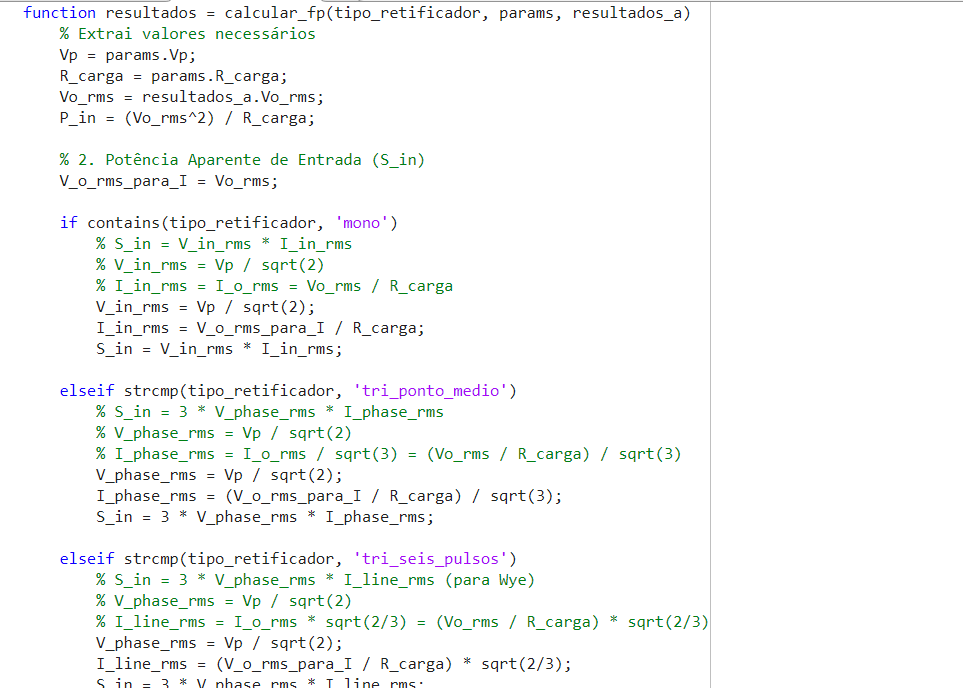 function resultados = calcular_fp(tipo_retificador, params, resultados_a)
% Extrai valores necessários
Vp = params.Vp;
R_carga = params.R_carga;
Vo_rms = resultados_a.Vo_rms;
P_in = (Vo_rms^2) / R_carga;
% 2. Potência Aparente de Entrada (S_in)
V_o_rms_para_I = Vo_rms;
if contains(tipo_retificador, 'mono')
% S_in = V_in_rms * I_in_rms
% V_in_rms = Vp / sqrt(2)
% I_in_rms = I_o_rms = Vo_rms / R_carga
V_in_rms = Vp / sqrt(2);
I_in_rms = V_o_rms_para_I / R_carga;
S_in = V_in_rms * I_in_rms;
elseif strcmp(tipo_retificador, 'tri_ponto_medio')
% S_in = 3 * V_phase_rms * I_phase_rms
% V_phase_rms = Vp / sqrt(2)
% I_phase_rms = I_o_rms / sqrt(3) = (Vo_rms / R_carga) / sqrt(3)
V_phase_rms = Vp / sqrt(2);
I_phase_rms = (V_o_rms_para_I / R_carga) / sqrt(3);
S_in = 3 * V_phase_rms * I_phase_rms;
elseif strcmp(tipo_retificador, 'tri_seis_pulsos')
% S_in = 3 * V_phase_rms * I_line_rms (para Wye)
% V_phase_rms = Vp / sqrt(2)
% I_line_rms = I_o_rms * sqrt(2/3) = (Vo_rms / R_carga) * sqrt(2/3)
V_phase_rms = Vp / sqrt(2);
I_line_rms = (V_o_rms_para_I / R_carga) * sqrt(2/3);
S_in = 3 * V_phase_rms * I_line_rms;